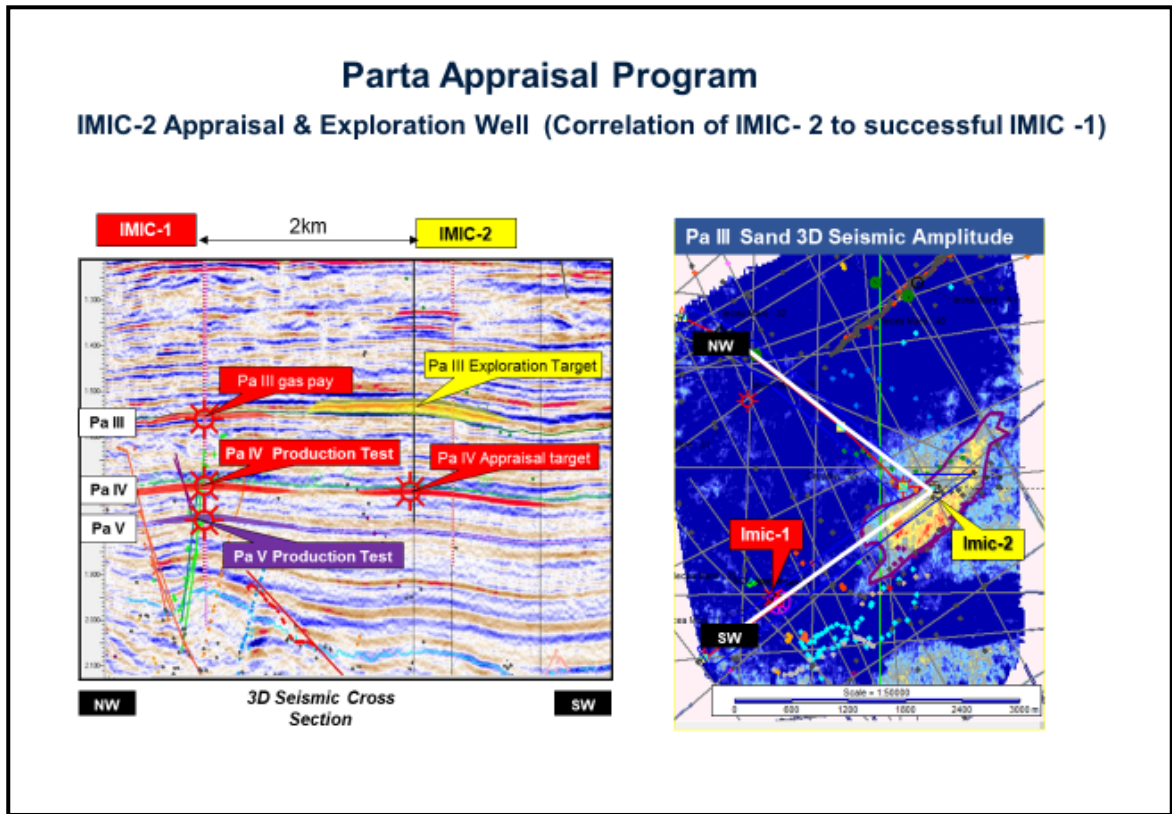 Parta Appraisal Program
IMIC-2 Appraisal & Exploration Well (Correlation of IMIC- 2 to successful IMIC -1)
IMIC-1
2km
IMIC-2
Pa III Exploration Target
Pa III gas pay
Pa III
Pa IV Production Test
Pa IV Appraisal target
Pa IV
Pa V
Pa V Production Test
NW
3D Seismic Cross
Section
SW
Pa III Sand 3D Seismic Amplitude
NW
Imic-1
Imic-2
SW
Scale = 1:50000
0 600 1200 1800 2400 3000 m